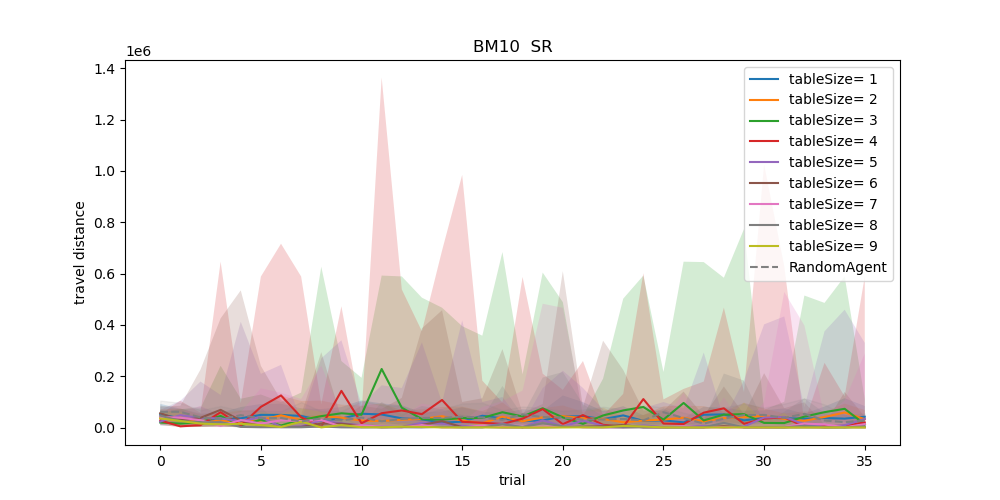 BM10  SR
1e6
1.4
1.2
1.0
0.8
0.6
0.4
0.2
0.0
travel distance
0 5 10 15 20 25 30 35
trial
tableSize= 1
tableSize= 2
tableSize= 3
tableSize= 4
tableSize= 5
tableSize= 6
tableSize= 7
tableSize= 8
tableSize= 9
RandomAgent